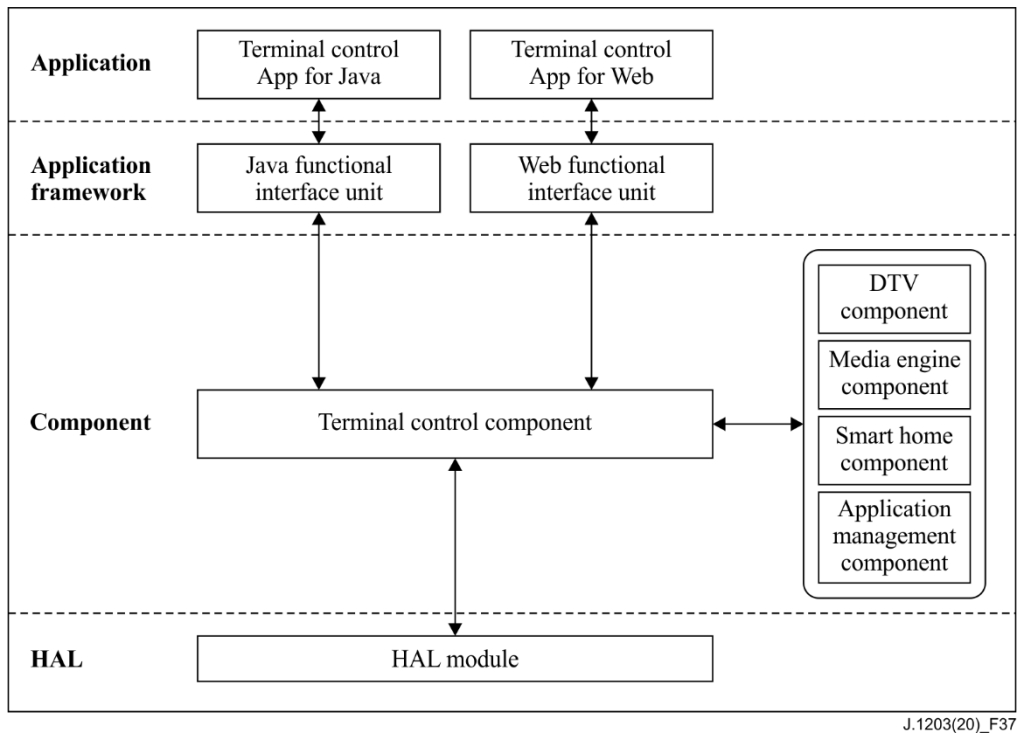 Application
Terminal control
App for Java
Terminal control
App for Web
Application
framework
Java functional
interface unit
Web functional
interface unit
Component
Terminal control component
DTV
component
Media engine
component
Smart home
component
Application
management
component
HAL
HAL module
J.1203(20)_F37